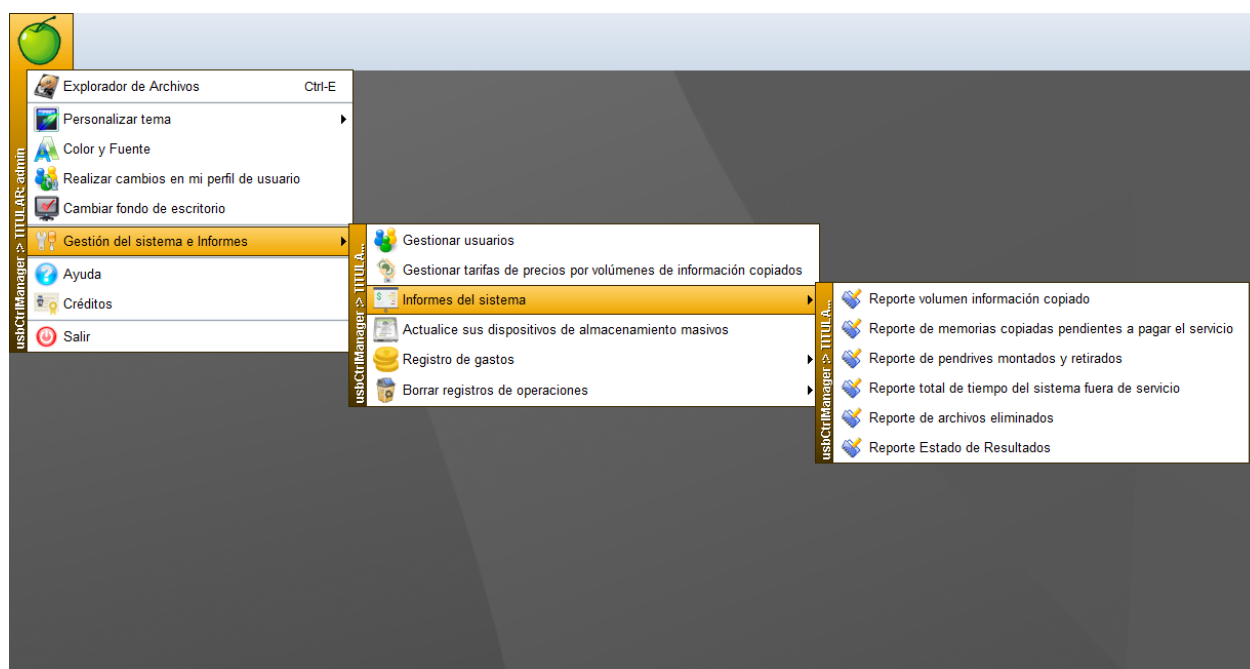 usbCtrlManager :> TITULAR: admin
Explorador de Archivos Ctrl-E
Personalizar tema
Color y Fuente
Realizar cambios en mi perfil de usuario
Cambiar fondo de escritorio
Gestión del sistema e Informes
Ayuda
Créditos
Salir
usbCtrlManager :> TITULA...
Gestionar usuarios
Gestionar tarifas de precios por volúmenes de información copiados
Informes del sistema
Actualice sus dispositivos de almacenamiento masivos
Registro de gastos
Borrar registros de operaciones
usbCtrlManager :> TITULA...
Reporte volumen información copiado
Reporte de memorias copiadas pendientes a pagar el servicio
Reporte de pendrives montados y retirados
Reporte total de tiempo del sistema fuera de servicio
Reporte de archivos eliminados
Reporte Estado de Resultados